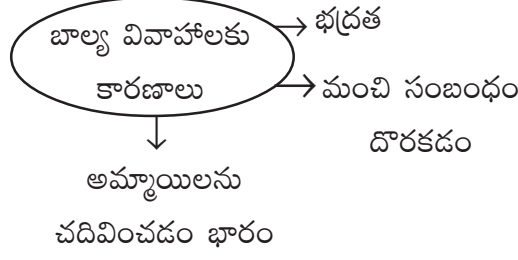 బాల్య వివాహాలకు
కారణాలు
భద్రత
మంచి సంబంధం
దొరకడం
అమ్మాయిలను
చదివించడం భారం